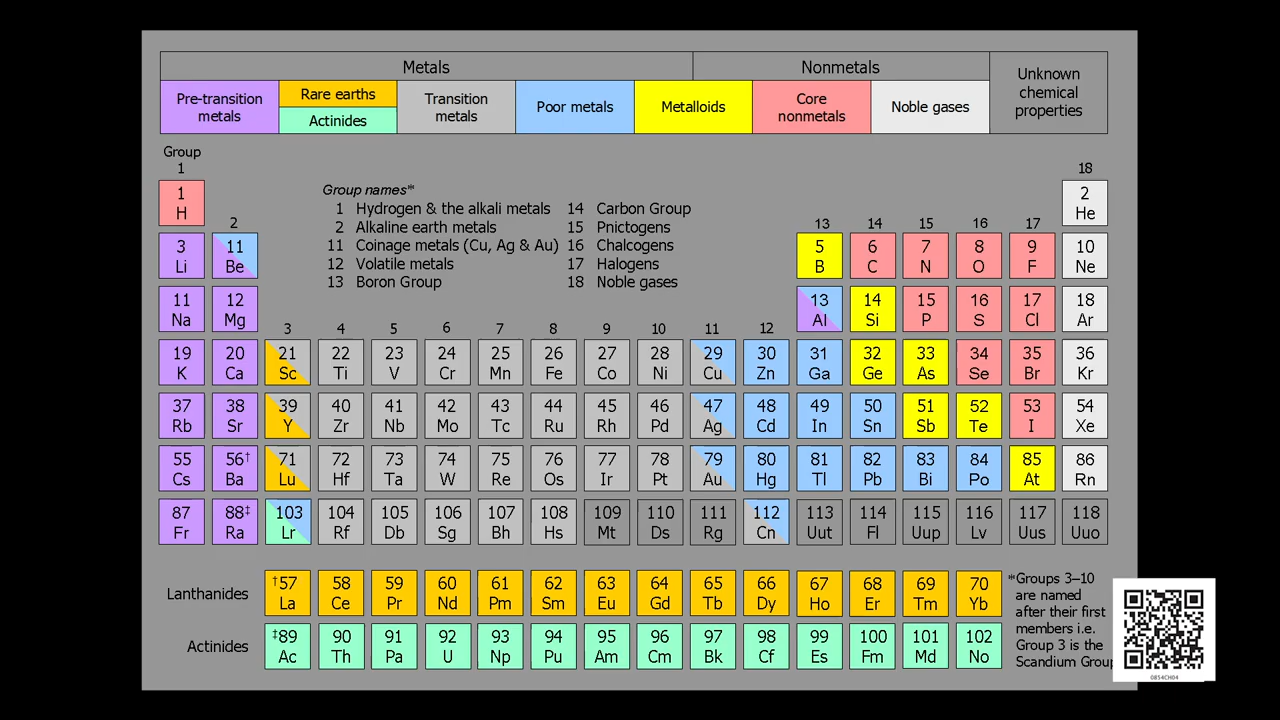 Metals Nonmetals Unknown chemical properties
Pre-transition metals Rare earths Actinides Transition metals Poor metals Metalloids Core nonmetals Noble gases
Group
1 18
Group names*
1 Hydrogen & the alkali metals 14 Carbon Group
2 Alkaline earth metals 15 Pnictogens
11 Coinage metals (Cu, Ag & Au) 16 Chalcogens
12 Volatile metals 17 Halogens
13 Boron Group 18 Noble gases
1 2
H He
2 13 14 15 16 17
3 11 5 6 7 8 9 10
Li Be B C N O F Ne
11 12 13 14 15 16 17 18
Na Mg Al Si P S Cl Ar
3 4 5 6 7 8 9 10 11 12
19 20 21 22 23 24 25 26 27 28 29 30 31 32 33 34 35 36
K Ca Sc Ti V Cr Mn Fe Co Ni Cu Zn Ga Ge As Se Br Kr
37 38 39 40 41 42 43 44 45 46 47 48 49 50 51 52 53 54
Rb Sr Y Zr Nb Mo Tc Ru Rh Pd Ag Cd In Sn Sb Te I Xe
55 56† 71 72 73 74 75 76 77 78 79 80 81 82 83 84 85 86
Cs Ba Lu Hf Ta W Re Os Ir Pt Au Hg Tl Pb Bi Po At Rn
87 88‡ 103 104 105 106 107 108 109 110 111 112 113 114 115 116 117 118
Fr Ra Lr Rf Db Sg Bh Hs Mt Ds Rg Cn Uut Fl Uup Lv Uus Uuo
Lanthanides
†57 58 59 60 61 62 63 64 65 66 67 68 69 70
La Ce Pr Nd Pm Sm Eu Gd Tb Dy Ho Er Tm Yb
Actinides
‡89 90 91 92 93 94 95 96 97 98 99 100 101 102
Ac Th Pa U Np Pu Am Cm Bk Cf Es Fm Md No
*Groups 3–10
are named
after their first
members i.e.
Group 3 is the
Scandium Group
0854CH04